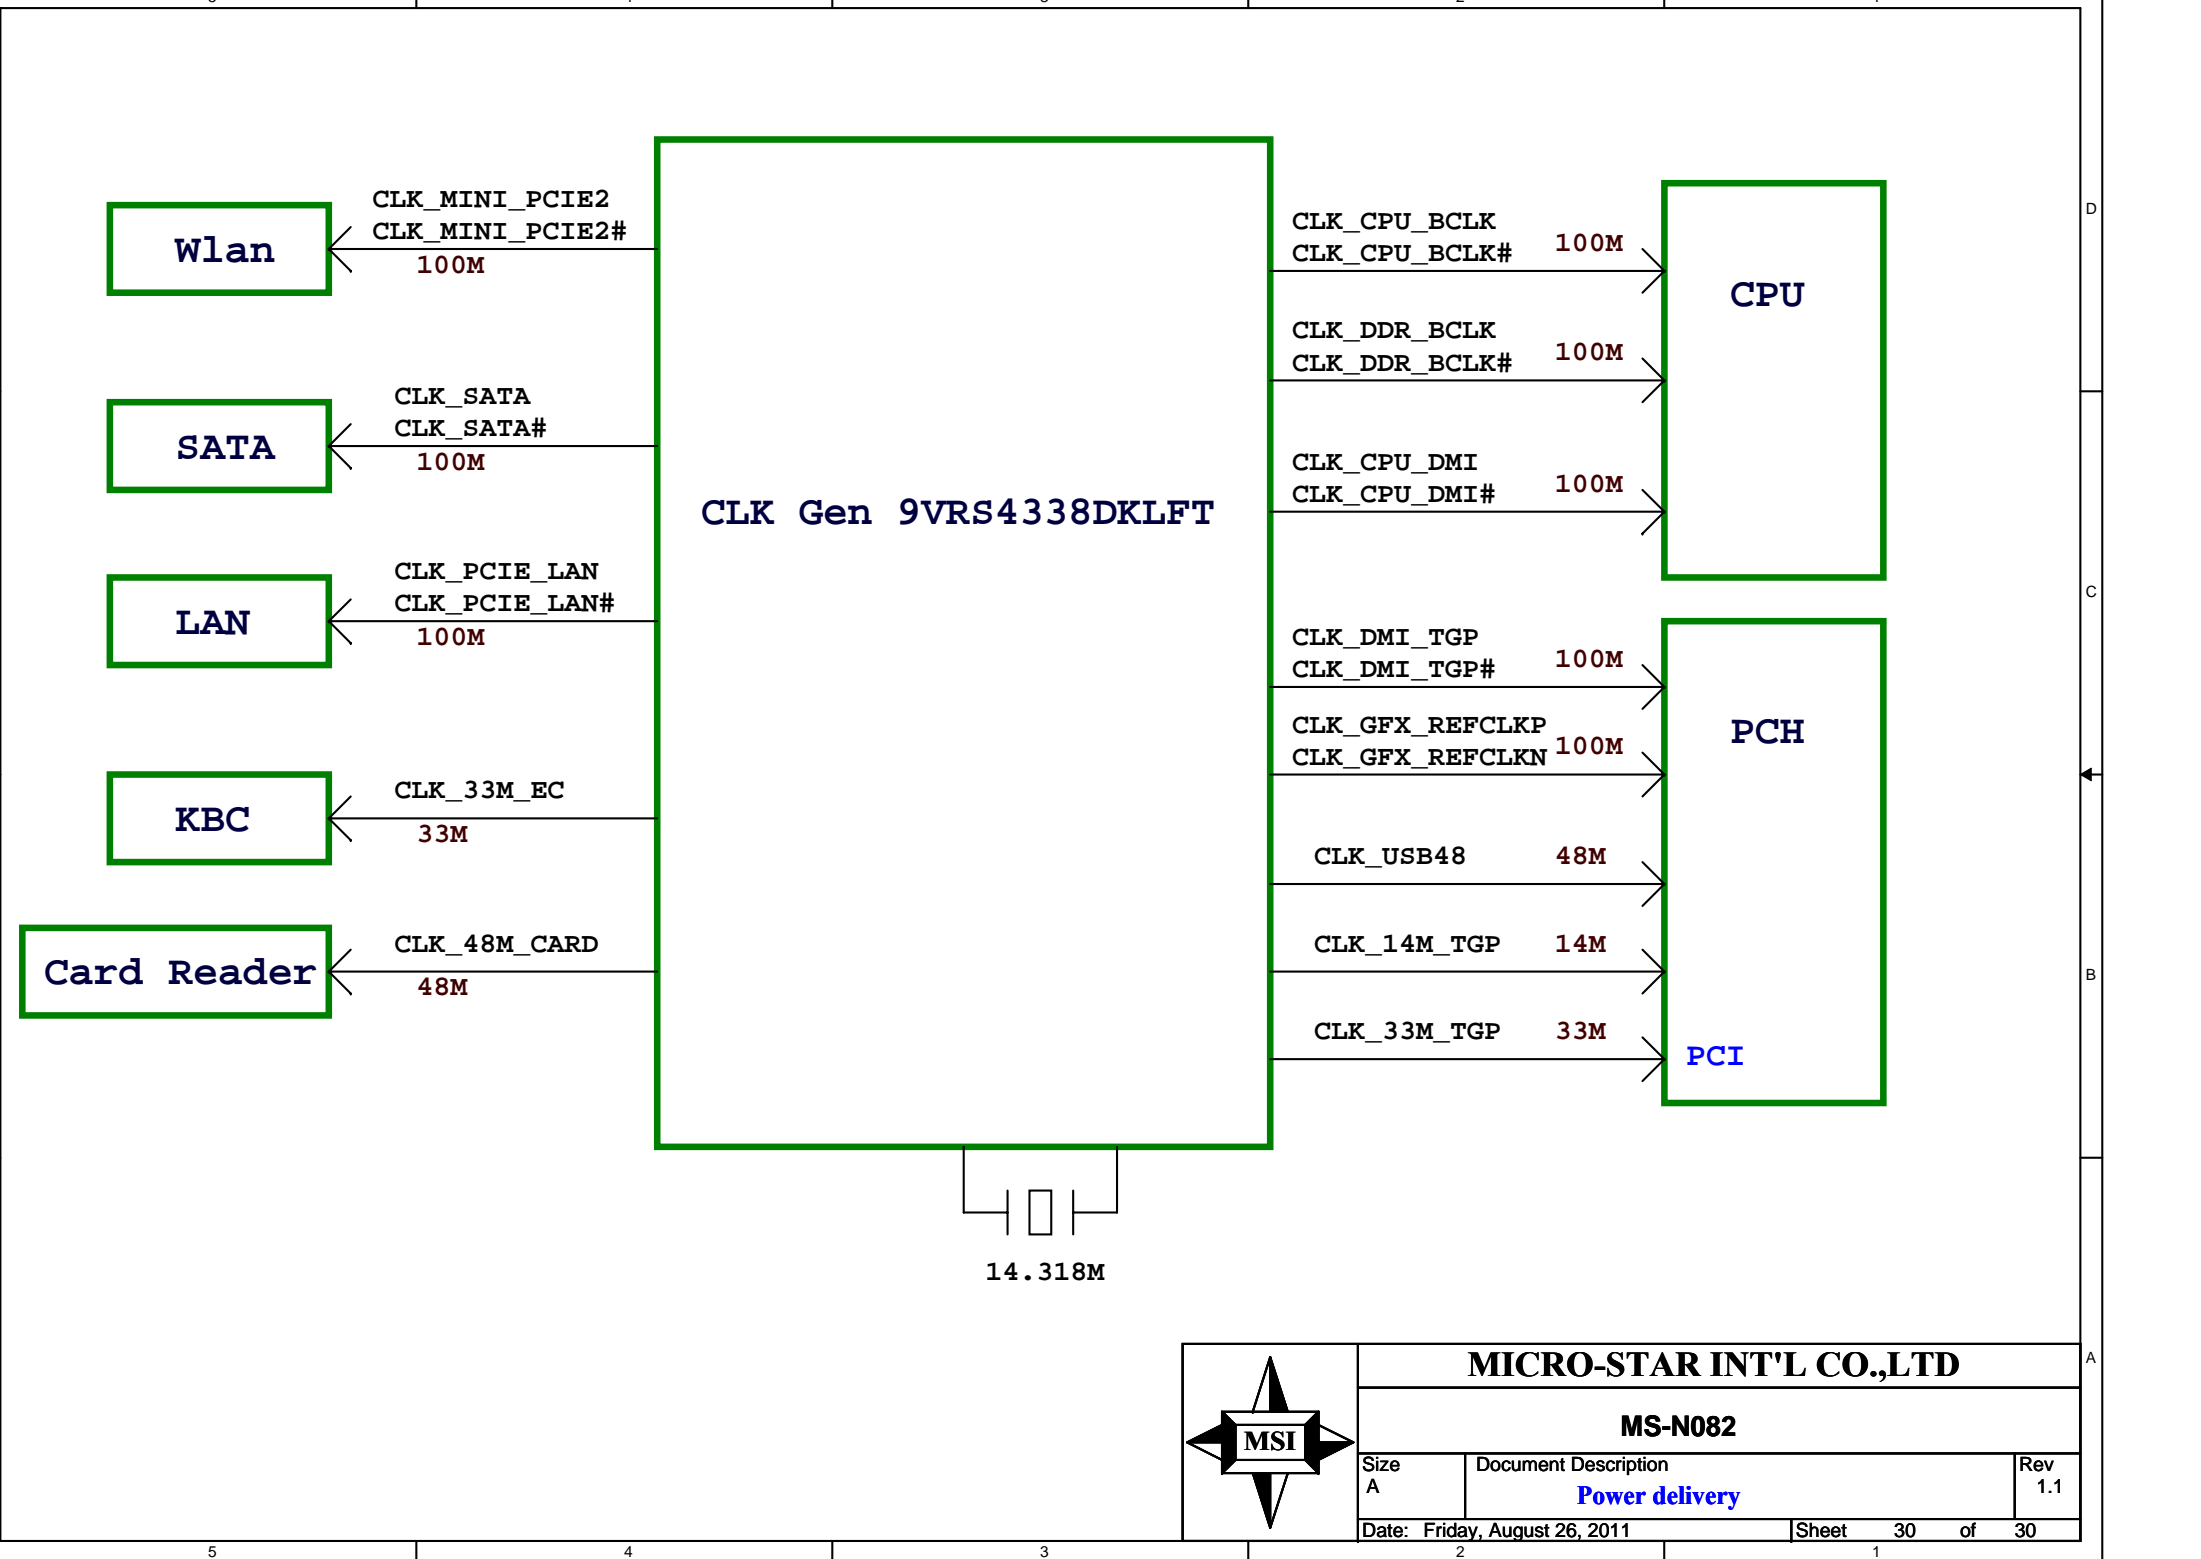 CLK_MINI_PCIE2
CLK_MINI_PCIE2#
Wlan
100M
CLK_SATA
CLK_SATA#
SATA
100M
CLK_PCIE_LAN
CLK_PCIE_LAN#
LAN
100M
CLK_33M_EC
KBC
33M
CLK_48M_CARD
Card Reader
48M
CLK Gen 9VRS4338DKLFT
CLK_CPU_BCLK
CLK_CPU_BCLK#
100M
CLK_DDR_BCLK
CLK_DDR_BCLK#
100M
CLK_CPU_DMI
CLK_CPU_DMI#
100M
CPU
CLK_DMI_TGP
CLK_DMI_TGP#
100M
CLK_GFX_REFCLKP
CLK_GFX_REFCLKN
100M
PCH
CLK_USB48 48M
CLK_14M_TGP 14M
CLK_33M_TGP 33M
PCI
14.318M
D
C
B
A
MSI
MICRO-STAR INT'L CO.,LTD
MS-N082
Size
A
Document Description
Power delivery
Rev
1.1
Date: Friday, August 26, 2011
Sheet 30 of 30
5 4 3 2 1